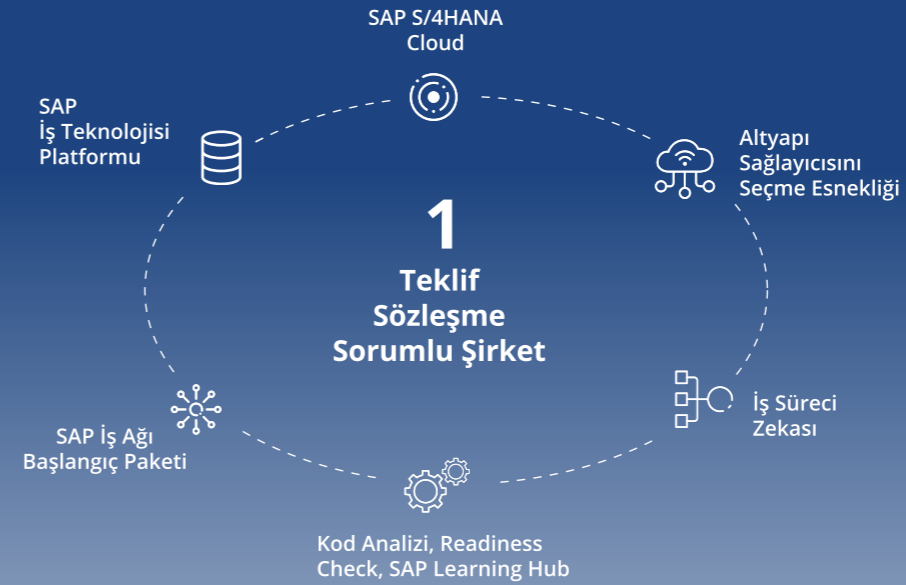 SAP S/4HANA
Cloud
SAP
İş Teknolojisi
Platformu
Altyapı
Sağlayıcısını
Seçme Esnekliği
1
Teklif
Sözleşme
Sorumlu Şirket
SAP İş Ağı
Başlangıç Paketi
İş Süreci
Zekası
Kod Analizi, Readiness
Check, SAP Learning Hub